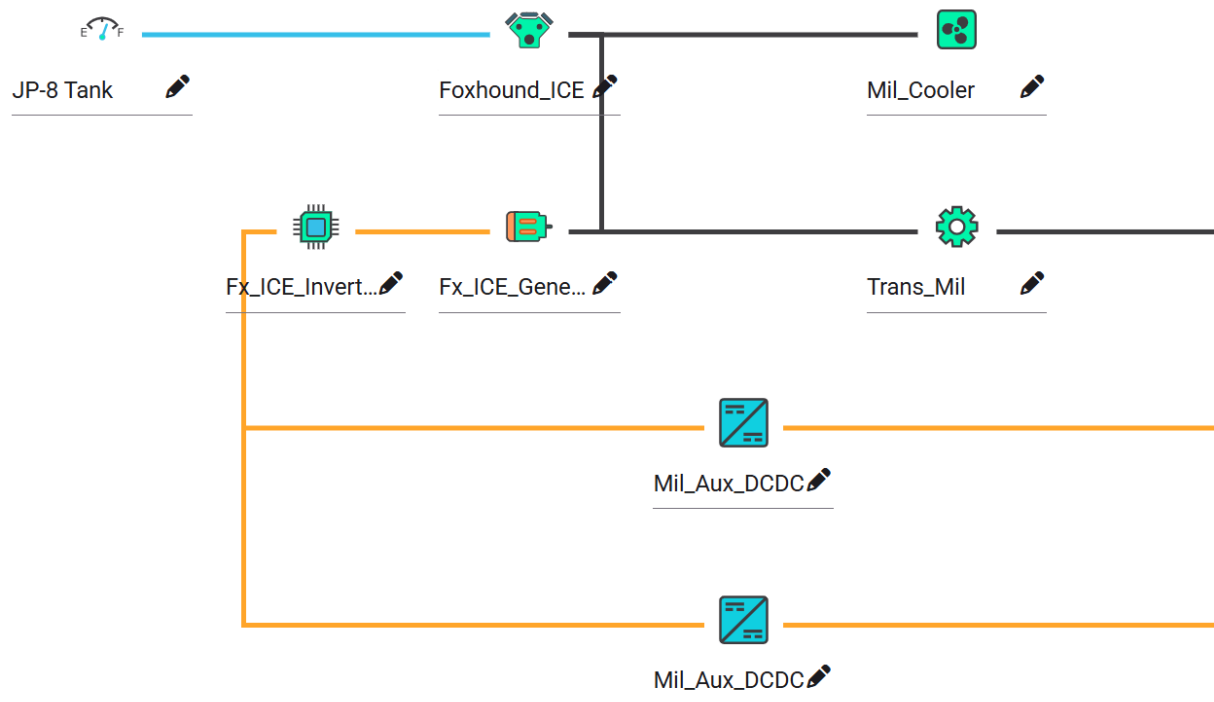 E F
JP-8 Tank
Foxhound_ICE
Mil_Cooler
Fx_ICE_Invert...
Fx_ICE_Gene...
Trans_Mil
Mil_Aux_DCDC
Mil_Aux_DCDC